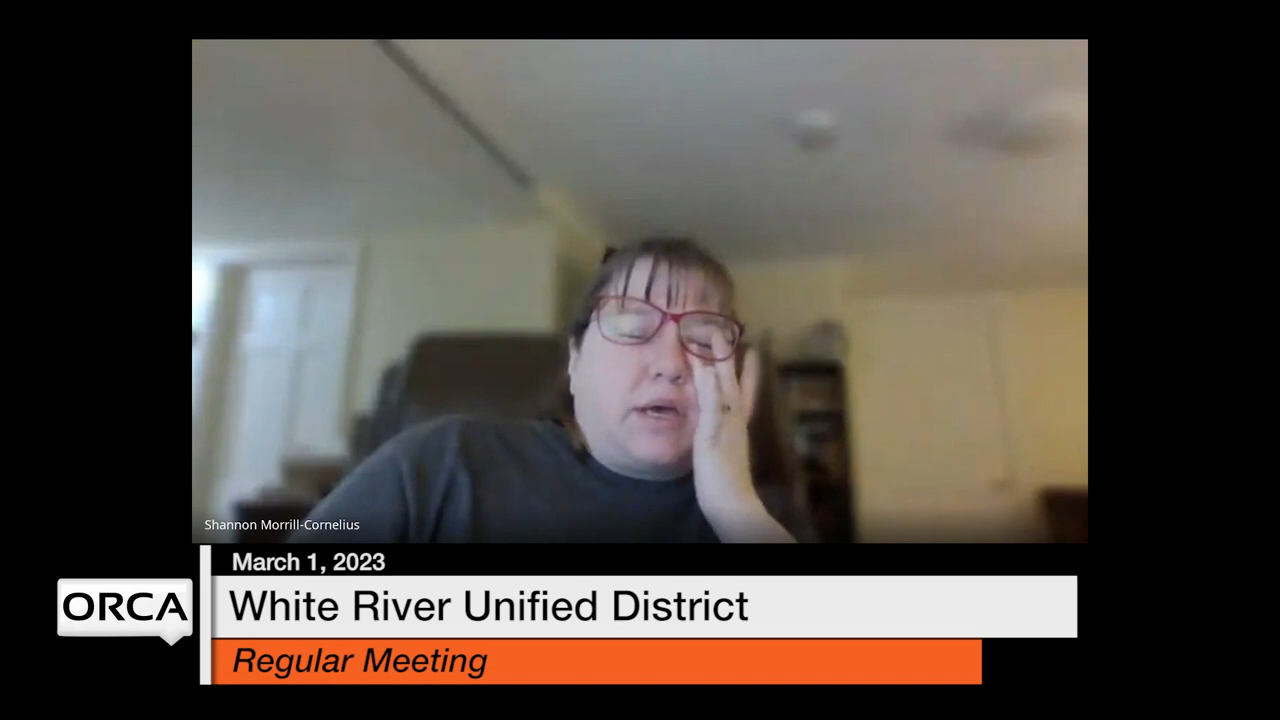 Shannon Morrill-Cornelius
March 1, 2023
ORCA
White River Unified District
Regular Meeting